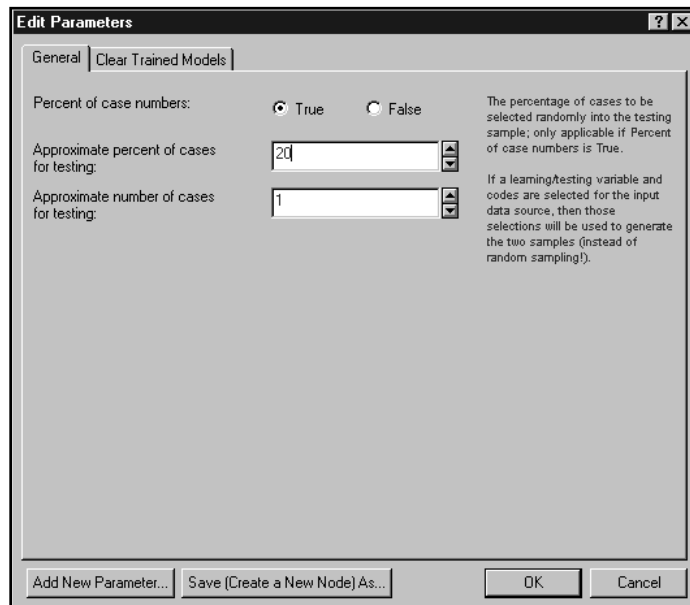 Edit Parameters
General
Clear Trained Models
Percent of case numbers:
True
False
Approximate percent of cases
for testing:
20
Approximate number of cases
for testing:
1
The percentage of cases to be
selected randomly into the testing
sample; only applicable if Percent
of case numbers is True.
If a learning/testing variable and
codes are selected for the input
data source, then those
selections will be used to generate
the two samples (instead of
random sampling!).
Add New Parameter...
Save (Create a New Node) As...
OK
Cancel